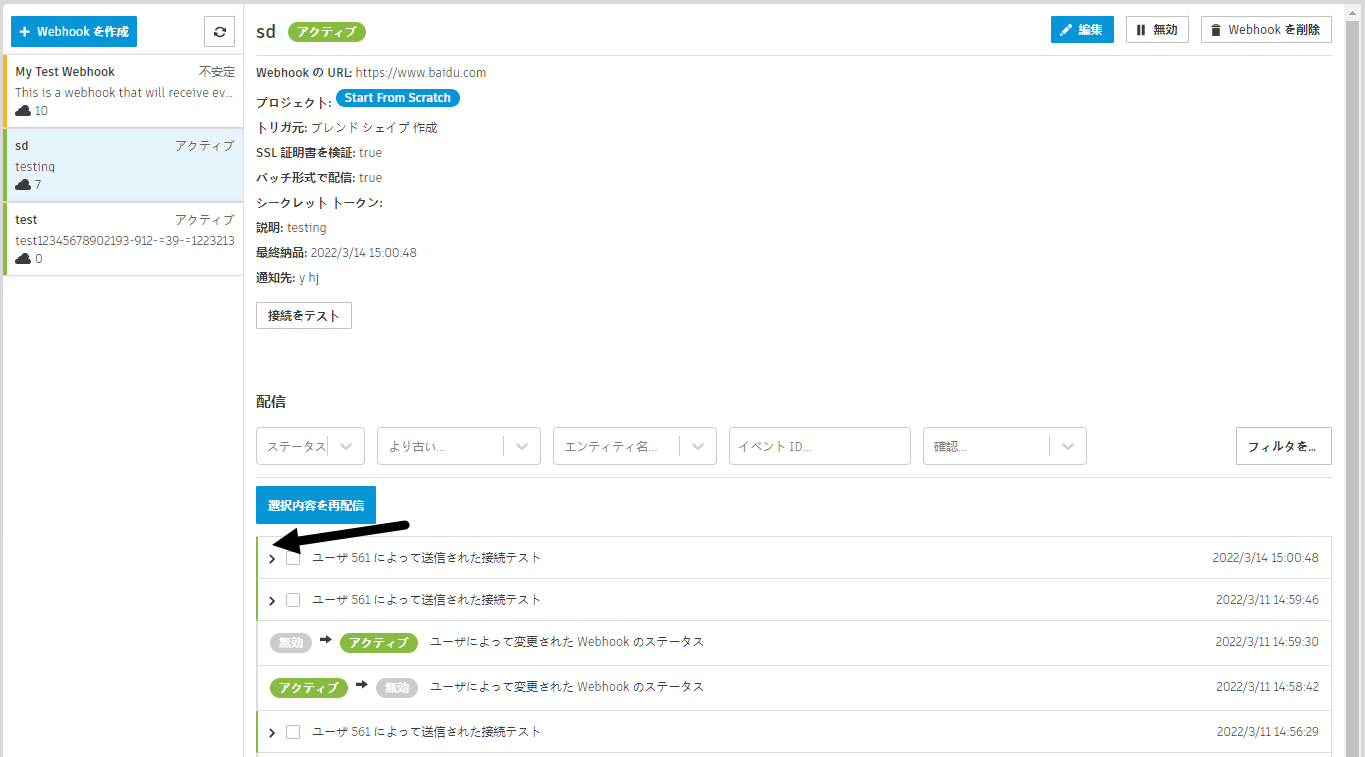 Webhook を作成
My Test Webhook 不安定
This is a webhook that will receive ev...
10
sd アクティブ
testing
7
test アクティブ
test12345678902193-912-=39-=1223213
0
sd アクティブ
編集 無効 Webhook を削除
Webhook の URL: https://www.baidu.com
プロジェクト: Start From Scratch
トリガ元: ブレンド シェイプ 作成
SSL 証明書を検証: true
バッチ形式で配信: true
シークレット トークン:
説明: testing
最終納品: 2022/3/14 15:00:48
通知先: y hj
接続をテスト
配信
ステータス より古い... エンティティ名... イベント ID... 確認... フィルタを...
選択内容を再配信
ユーザ 561 によって送信された接続テスト 2022/3/14 15:00:48
ユーザ 561 によって送信された接続テスト 2022/3/11 14:59:46
無効 アクティブ ユーザによって変更された Webhook のステータス 2022/3/11 14:59:30
アクティブ 無効 ユーザによって変更された Webhook のステータス 2022/3/11 14:58:42
ユーザ 561 によって送信された接続テスト 2022/3/11 14:56:29